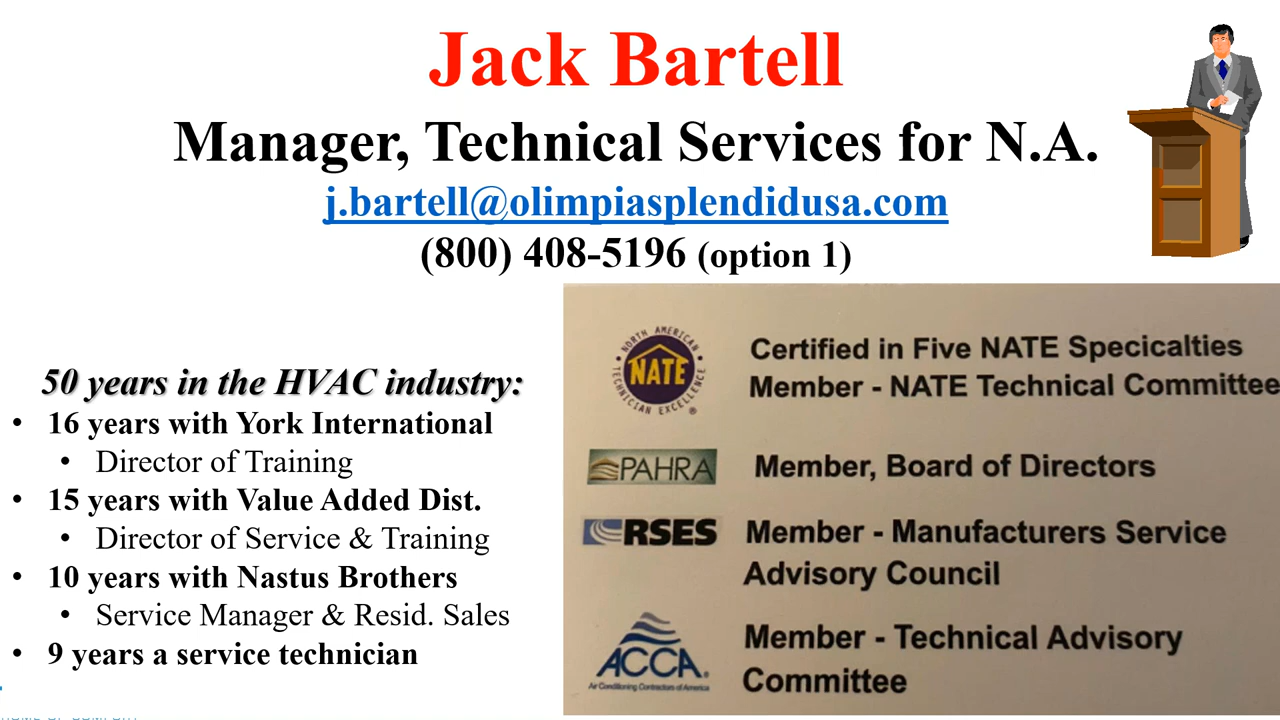 Jack Bartell
Manager, Technical Services for N.A.
j.bartell@olimpiasplendidusa.com
(800) 408-5196 (option 1)
50 years in the HVAC industry:
• 16 years with York International
• Director of Training
• 15 years with Value Added Dist.
• Director of Service & Training
• 10 years with Nastus Brothers
• Service Manager & Resid. Sales
• 9 years a service technician
NORTH AMERICAN
NATE
TECHNICIAN EXCELLENCE
®
Certified in Five NATE Specicalties
Member - NATE Technical Committee
PAHRA
Member, Board of Directors
RSES
Member - Manufacturers Service
Advisory Council
ACCA®
Air Conditioning Contractors of America
Member - Technical Advisory
Committee